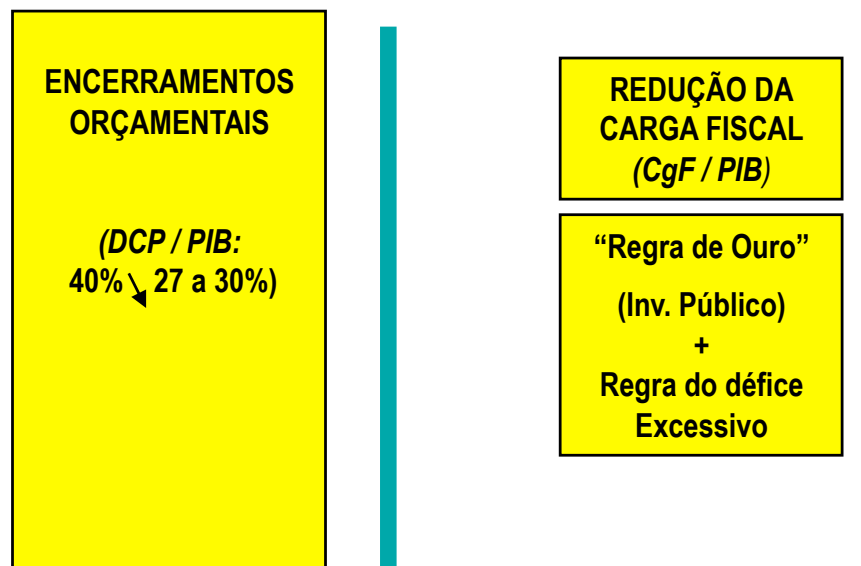 ENCERRAMENTOS
ORÇAMENTAIS
(DCP / PIB:
40% 27 a 30%)
REDUÇÃO DA
CARGA FISCAL
(CgF / PIB)
“Regra de Ouro”
(Inv. Público)
+
Regra do défice
Excessivo